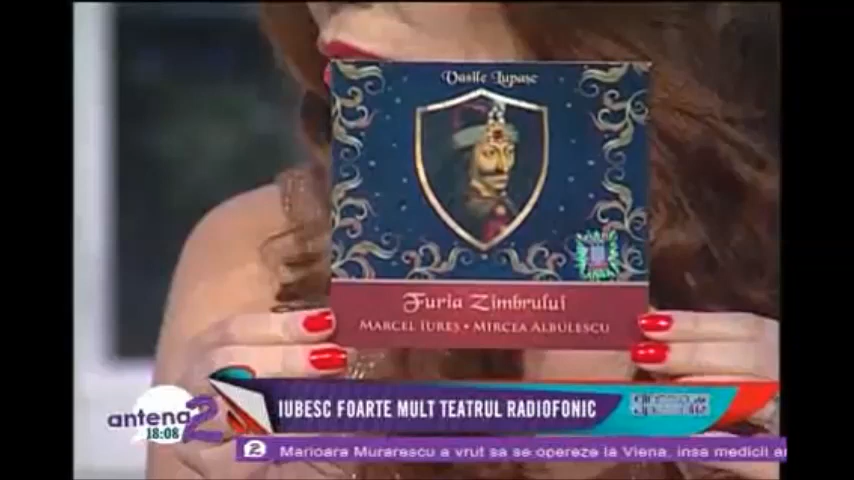 Vasile Lupașc
Furia Zimbrului
MARCEL IUREȘ • MIRCEA ALBULESCU
IUBESC FOARTE MULT TEATRUL RADIOFONIC
antena 2
18:08
2 Marioara Murarescu a vrut sa se opereze la Viena, insa medicii